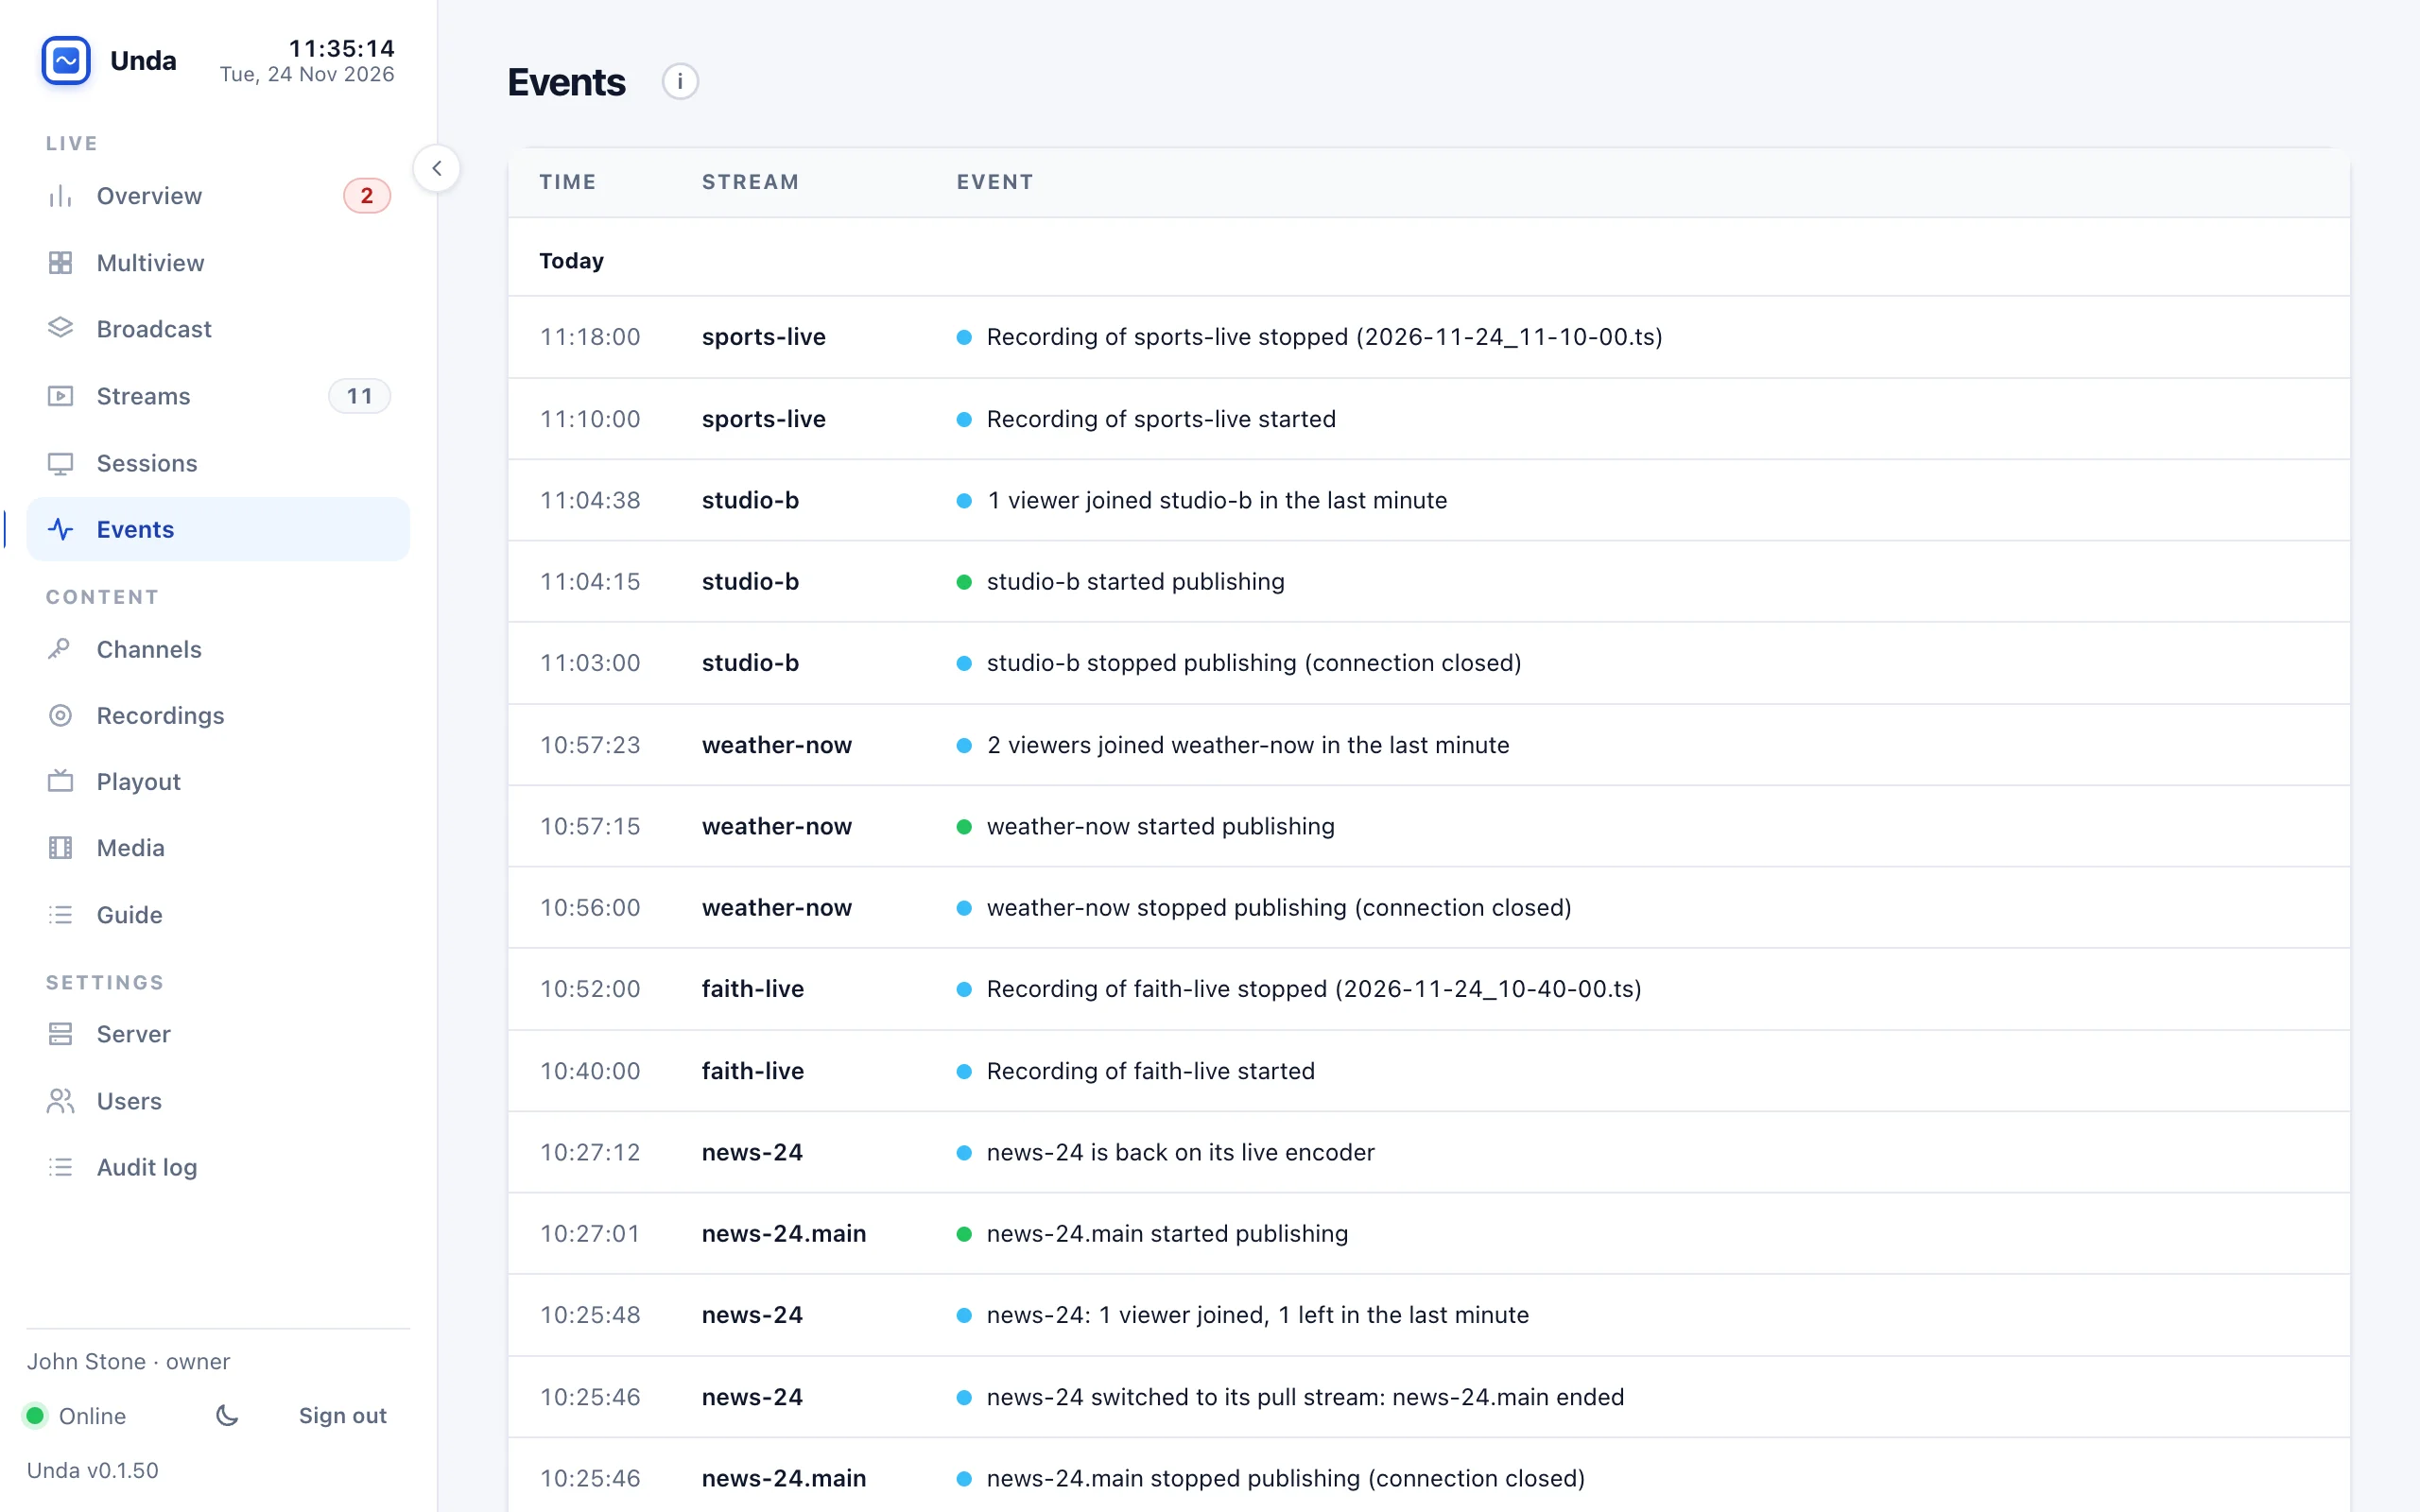 Unda
11:35:14
Tue, 24 Nov 2026
LIVE
Overview 2
Multiview
Broadcast
Streams 11
Sessions
Events
CONTENT
Channels
Recordings
Playout
Media
Guide
SETTINGS
Server
Users
Audit log
John Stone · owner
Online Sign out
Unda v0.1.50
Events i
TIME STREAM EVENT
Today
11:18:00 sports-live Recording of sports-live stopped (2026-11-24_11-10-00.ts)
11:10:00 sports-live Recording of sports-live started
11:04:38 studio-b 1 viewer joined studio-b in the last minute
11:04:15 studio-b studio-b started publishing
11:03:00 studio-b studio-b stopped publishing (connection closed)
10:57:23 weather-now 2 viewers joined weather-now in the last minute
10:57:15 weather-now weather-now started publishing
10:56:00 weather-now weather-now stopped publishing (connection closed)
10:52:00 faith-live Recording of faith-live stopped (2026-11-24_10-40-00.ts)
10:40:00 faith-live Recording of faith-live started
10:27:12 news-24 news-24 is back on its live encoder
10:27:01 news-24.main news-24.main started publishing
10:25:48 news-24 news-24: 1 viewer joined, 1 left in the last minute
10:25:46 news-24 news-24 switched to its pull stream: news-24.main ended
10:25:46 news-24.main news-24.main stopped publishing (connection closed)